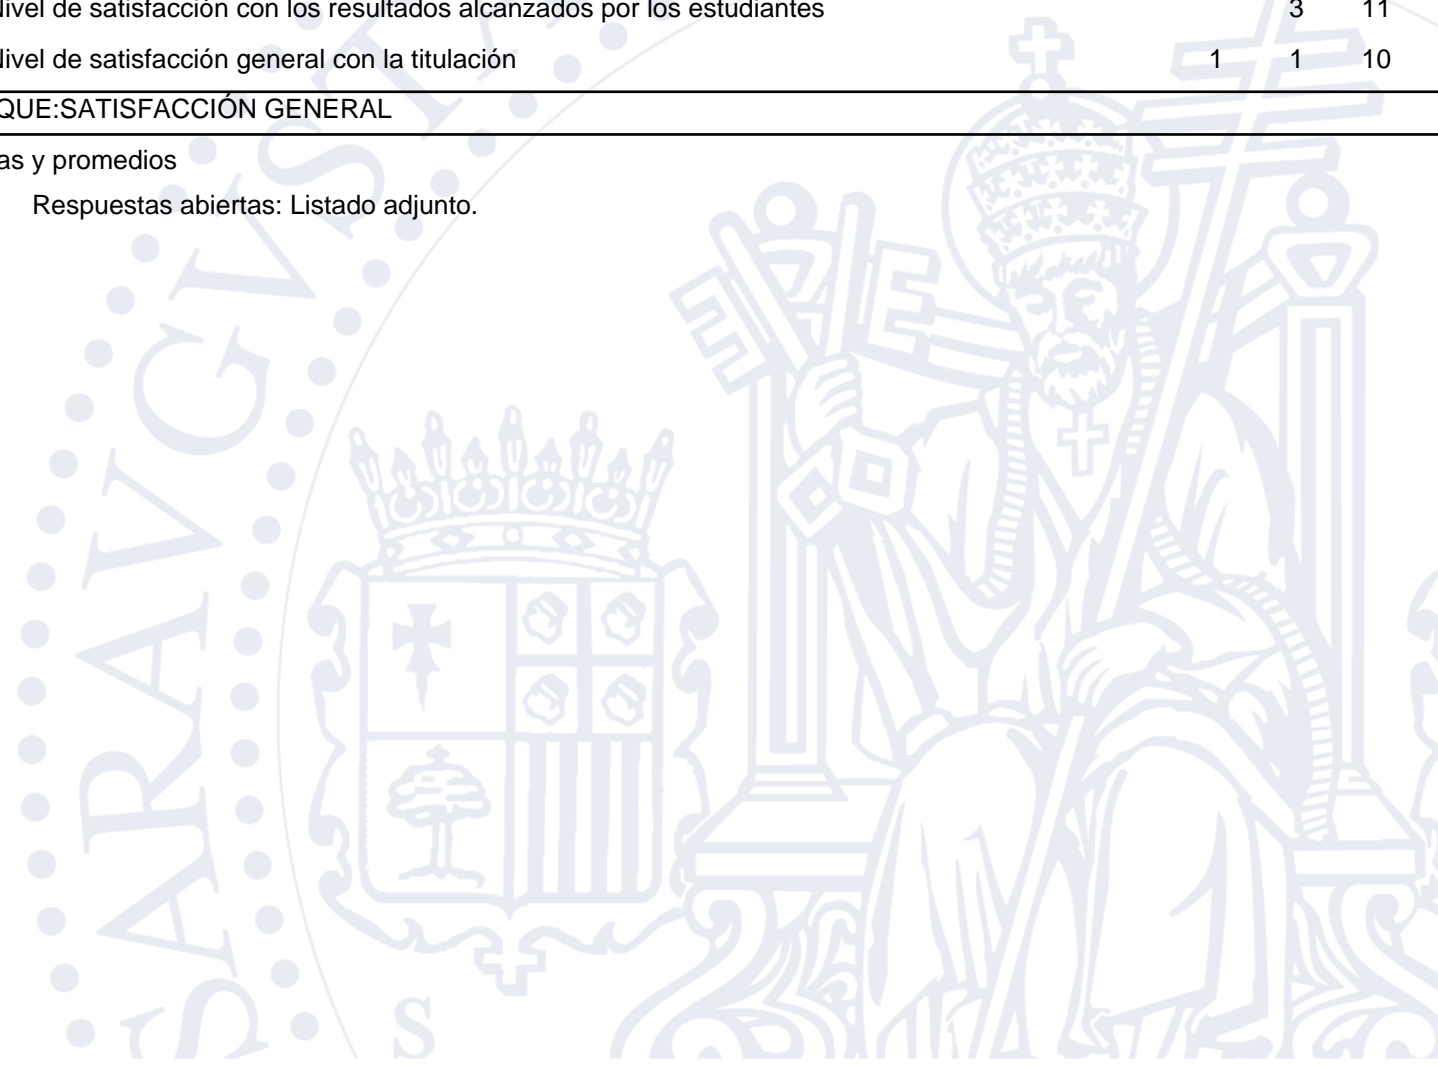 Nivel de satisfacción con los resultados alcanzados por los estudiantes 3 11
Nivel de satisfacción general con la titulación 1 1 10
QUE:SATISFACCIÓN GENERAL
as y promedios
Respuestas abiertas: Listado adjunto.
SARAVGVSTA
S